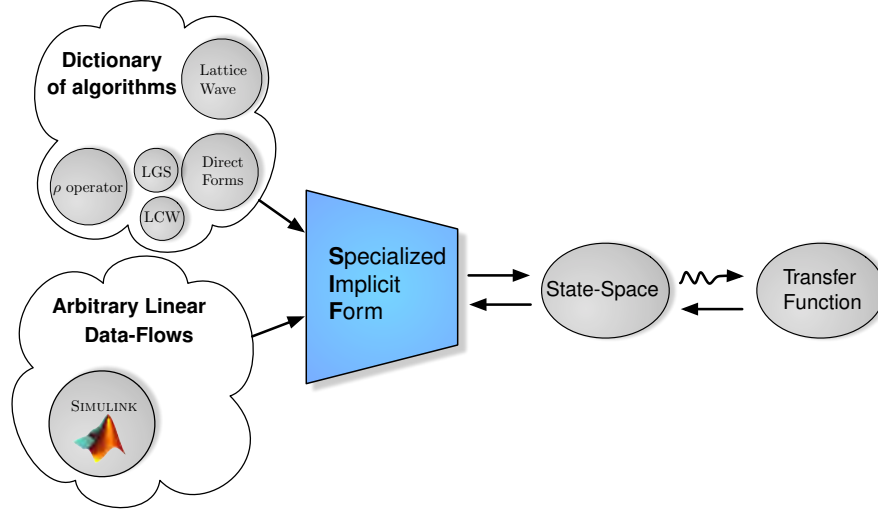 Dictionary
of algorithms
Lattice
Wave
LGS
Direct
Forms
ρ operator
LCW
Arbitrary Linear
Data-Flows
SIMULINK
Specialized
Implicit
Form
State-Space
Transfer
Function